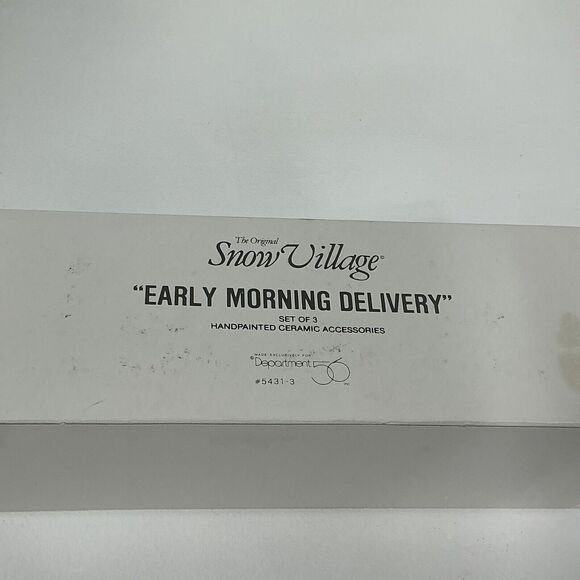 The Original
Snow Village©
"EARLY MORNING DELIVERY"
SET OF 3
HANDPAINTED CERAMIC ACCESSORIES
MADE EXCLUSIVELY FOR
©Department 56
#5431-3